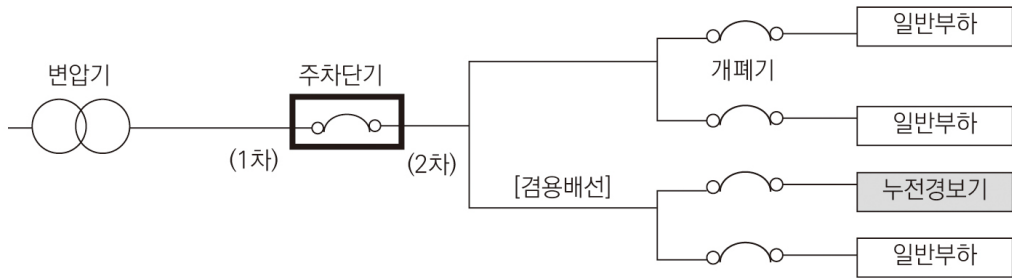 일반부하
변압기
주차단기
개폐기
(1차)
(2차)
일반부하
[겸용배선]
누전경보기
일반부하